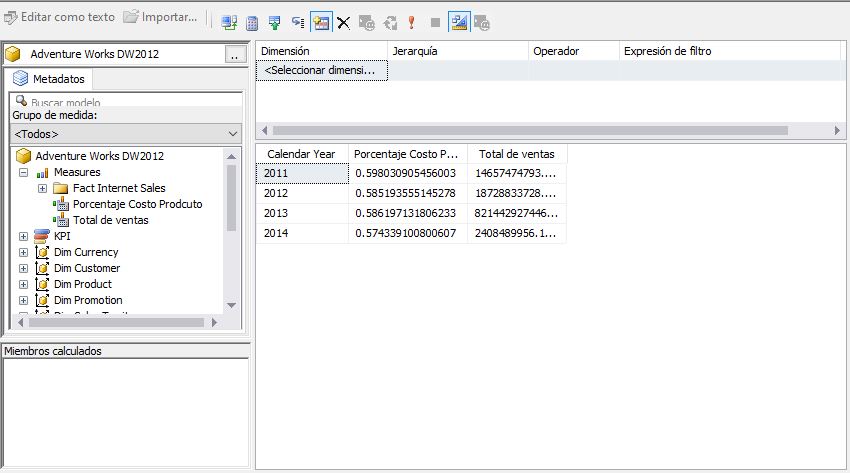 Editar como texto Importar...
Adventure Works DW2012 ..
Metadatos
Buscar modelo
Grupo de medida:
<Todos>
Adventure Works DW2012
Measures
Fact Internet Sales
Porcentaje Costo Prodcuto
Total de ventas
KPI
Dim Currency
Dim Customer
Dim Product
Dim Promotion
Miembros calculados
Dimensión Jerarquía Operador Expresión de filtro
<Seleccionar dimensi...
Calendar Year Porcentaje Costo P... Total de ventas
2011 0.598030905456003 14657474793....
2012 0.585193555145278 18728833728....
2013 0.586197131806233 821442927446...
2014 0.574339100800607 2408489956.1...